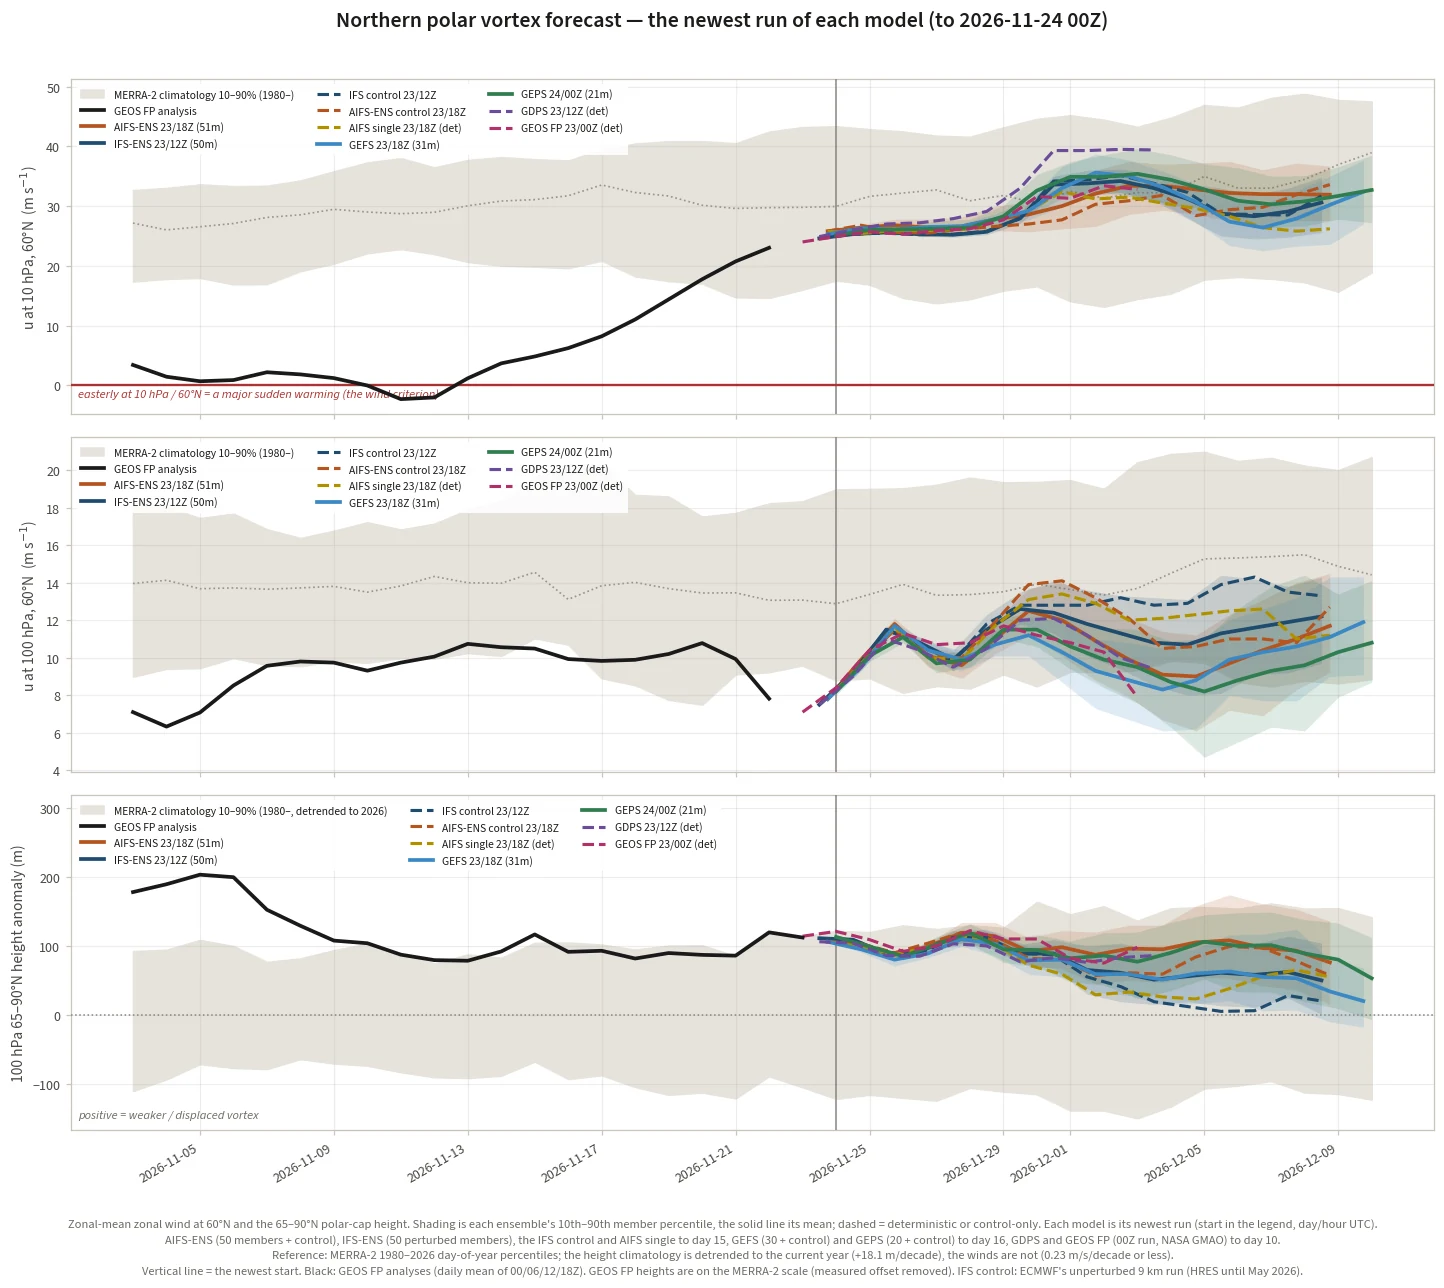 Northern polar vortex forecast — the newest run of each model (to 2026-11-24 00Z)
MERRA-2 climatology 10–90% (1980–)
GEOS FP analysis
AIFS-ENS 23/18Z (51m)
IFS-ENS 23/12Z (50m)
IFS control 23/12Z
AIFS-ENS control 23/18Z
AIFS single 23/18Z (det)
GEFS 23/18Z (31m)
GEPS 24/00Z (21m)
GDPS 23/12Z (det)
GEOS FP 23/00Z (det)
u at 10 hPa, 60°N (m s⁻¹)
50
40
30
20
10
0
easterly at 10 hPa / 60°N = a major sudden warming (the wind criterion)
MERRA-2 climatology 10–90% (1980–)
GEOS FP analysis
AIFS-ENS 23/18Z (51m)
IFS-ENS 23/12Z (50m)
IFS control 23/12Z
AIFS-ENS control 23/18Z
AIFS single 23/18Z (det)
GEFS 23/18Z (31m)
GEPS 24/00Z (21m)
GDPS 23/12Z (det)
GEOS FP 23/00Z (det)
u at 100 hPa, 60°N (m s⁻¹)
20
18
16
14
12
10
8
6
4
MERRA-2 climatology 10–90% (1980–, detrended to 2026)
GEOS FP analysis
AIFS-ENS 23/18Z (51m)
IFS-ENS 23/12Z (50m)
IFS control 23/12Z
AIFS-ENS control 23/18Z
AIFS single 23/18Z (det)
GEFS 23/18Z (31m)
GEPS 24/00Z (21m)
GDPS 23/12Z (det)
GEOS FP 23/00Z (det)
100 hPa 65–90°N height anomaly (m)
300
200
100
0
−100
positive = weaker / displaced vortex
2026-11-05
2026-11-09
2026-11-13
2026-11-17
2026-11-21
2026-11-25
2026-11-29
2026-12-01
2026-12-05
2026-12-09
Zonal-mean zonal wind at 60°N and the 65–90°N polar-cap height. Shading is each ensemble's 10th–90th member percentile, the solid line its mean; dashed = deterministic or control-only. Each model is its newest run (start in the legend, day/hour UTC).
AIFS-ENS (50 members + control), IFS-ENS (50 perturbed members), the IFS control and AIFS single to day 15, GEFS (30 + control) and GEPS (20 + control) to day 16, GDPS and GEOS FP (00Z run, NASA GMAO) to day 10.
Reference: MERRA-2 1980–2026 day-of-year percentiles; the height climatology is detrended to the current year (+18.1 m/decade), the winds are not (0.23 m/s/decade or less).
Vertical line = the newest start. Black: GEOS FP analyses (daily mean of 00/06/12/18Z). GEOS FP heights are on the MERRA-2 scale (measured offset removed). IFS control: ECMWF's unperturbed 9 km run (HRES until May 2026).